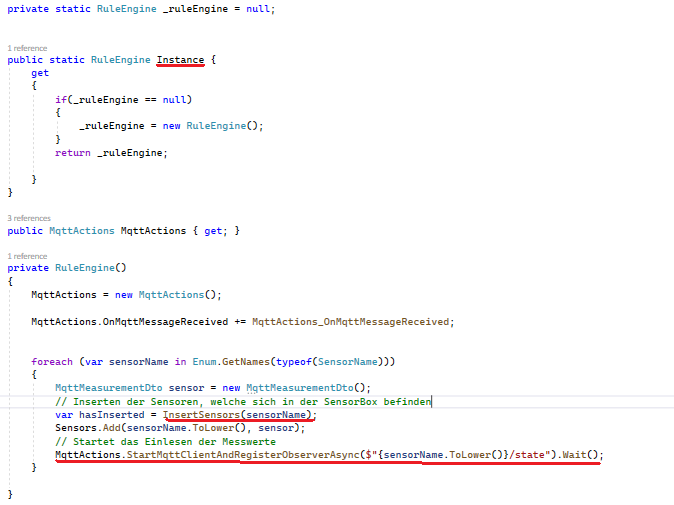 private static RuleEngine _ruleEngine = null;
1 reference
public static RuleEngine Instance {
get
{
if(_ruleEngine == null)
{
_ruleEngine = new RuleEngine();
}
return _ruleEngine;
}
}
3 references
public MqttActions MqttActions { get; }
1 reference
private RuleEngine()
{
MqttActions = new MqttActions();
MqttActions.OnMqttMessageReceived += MqttActions_OnMqttMessageReceived;
foreach (var sensorName in Enum.GetNames(typeof(SensorName)))
{
MqttMeasurementDto sensor = new MqttMeasurementDto();
// Inserten der Sensoren, welche sich in der SensorBox befinden
var hasInserted = InsertSensors(sensorName);
Sensors.Add(sensorName.ToLower(), sensor);
// Startet das Einlesen der Messwerte
MqttActions.StartMqttClientAndRegisterObserverAsync($"{sensorName.ToLower()}/state").Wait();
}
}